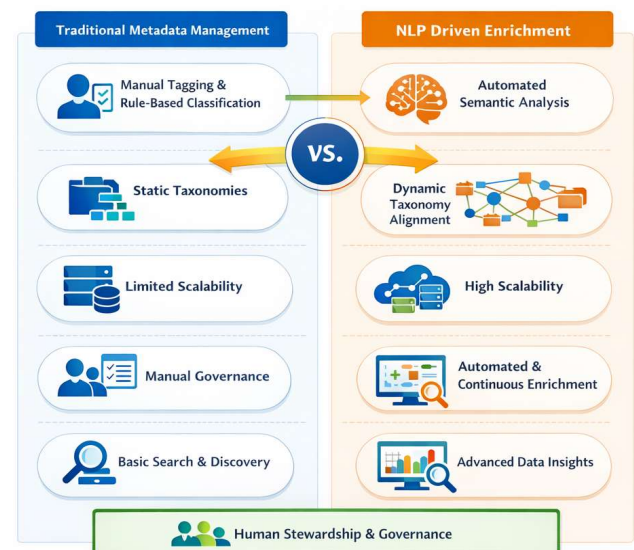 Traditional Metadata Management
NLP Driven Enrichment
Manual Tagging &
Rule-Based Classification
Automated
Semantic Analysis
VS.
Static Taxonomies
Dynamic
Taxonomy
Alignment
Limited Scalability
High Scalability
Manual Governance
Automated &
Continuous Enrichment
Basic Search & Discovery
Advanced Data Insights
Human Stewardship & Governance